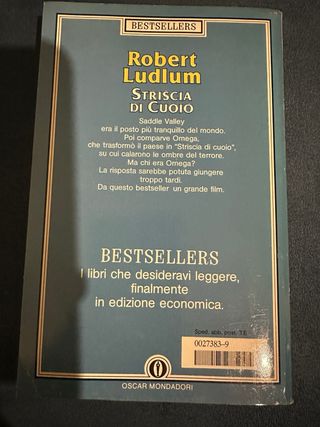 BESTSELLERS
Robert
Ludlum
STRISCIA
DI CUOIO
Saddle Valley
era il posto più tranquillo del mondo.
Poi comparve Omega,
che trasformò il paese in "Striscia di cuoio",
su cui calarono le ombre del terrore.
Ma chi era Omega?
La risposta sarebbe potuta giungere
troppo tardi.
Da questo bestseller un grande film.
BESTSELLERS
I libri che desideravi leggere,
finalmente
in edizione economica.
Sped. abb. post. T.E.
0027383-9
OSCAR MONDADORI